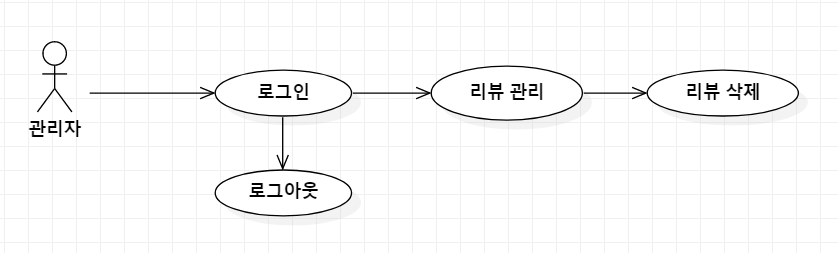 로그인
리뷰 관리
리뷰 삭제
관리자
로그아웃